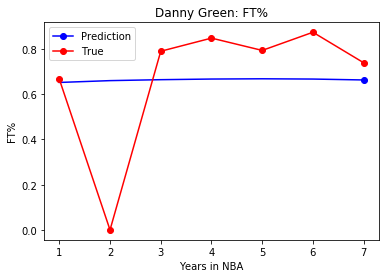 Danny Green: FT%
Prediction
True
FT%
0.8
0.6
0.4
0.2
0.0
1 2 3 4 5 6 7
Years in NBA